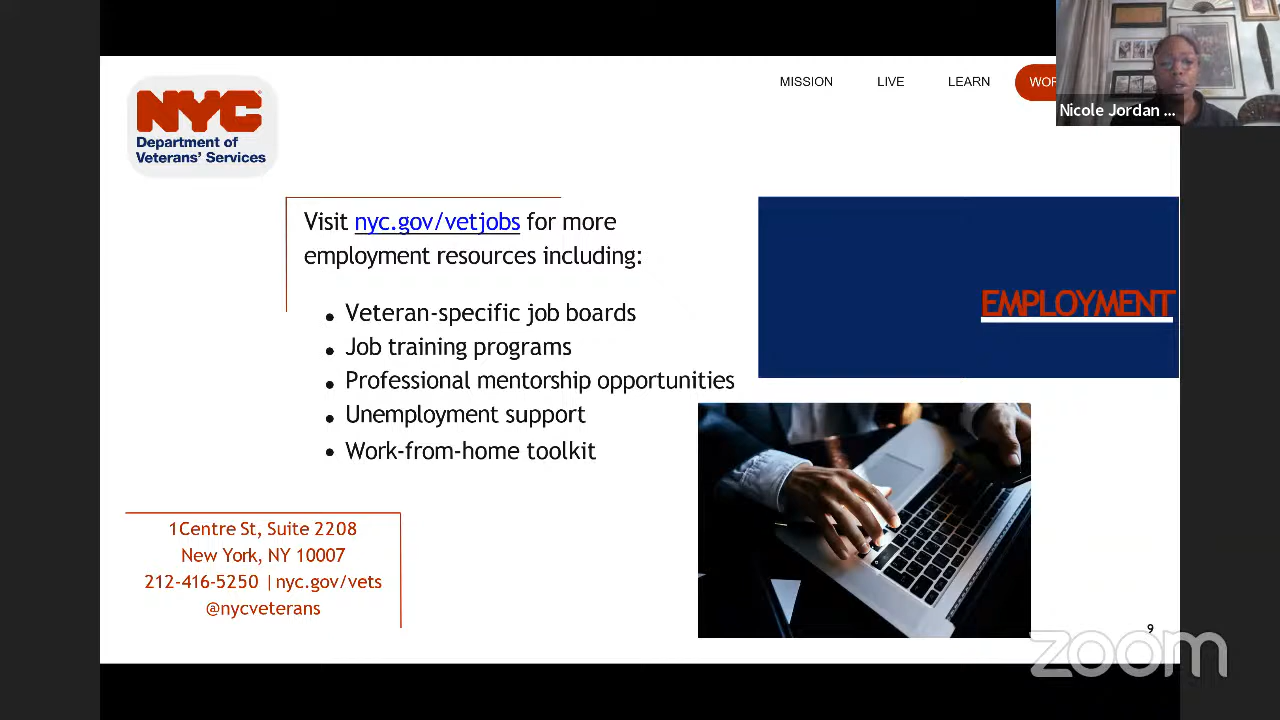 MISSION LIVE LEARN WOR
Nicole Jordan ...
NYC
Department of
Veterans' Services
Visit nyc.gov/vetjobs for more
employment resources including:
• Veteran-specific job boards
• Job training programs
• Professional mentorship opportunities
• Unemployment support
• Work-from-home toolkit
EMPLOYMENT
1Centre St, Suite 2208
New York, NY 10007
212-416-5250 | nyc.gov/vets
@nycveterans
9
zoom